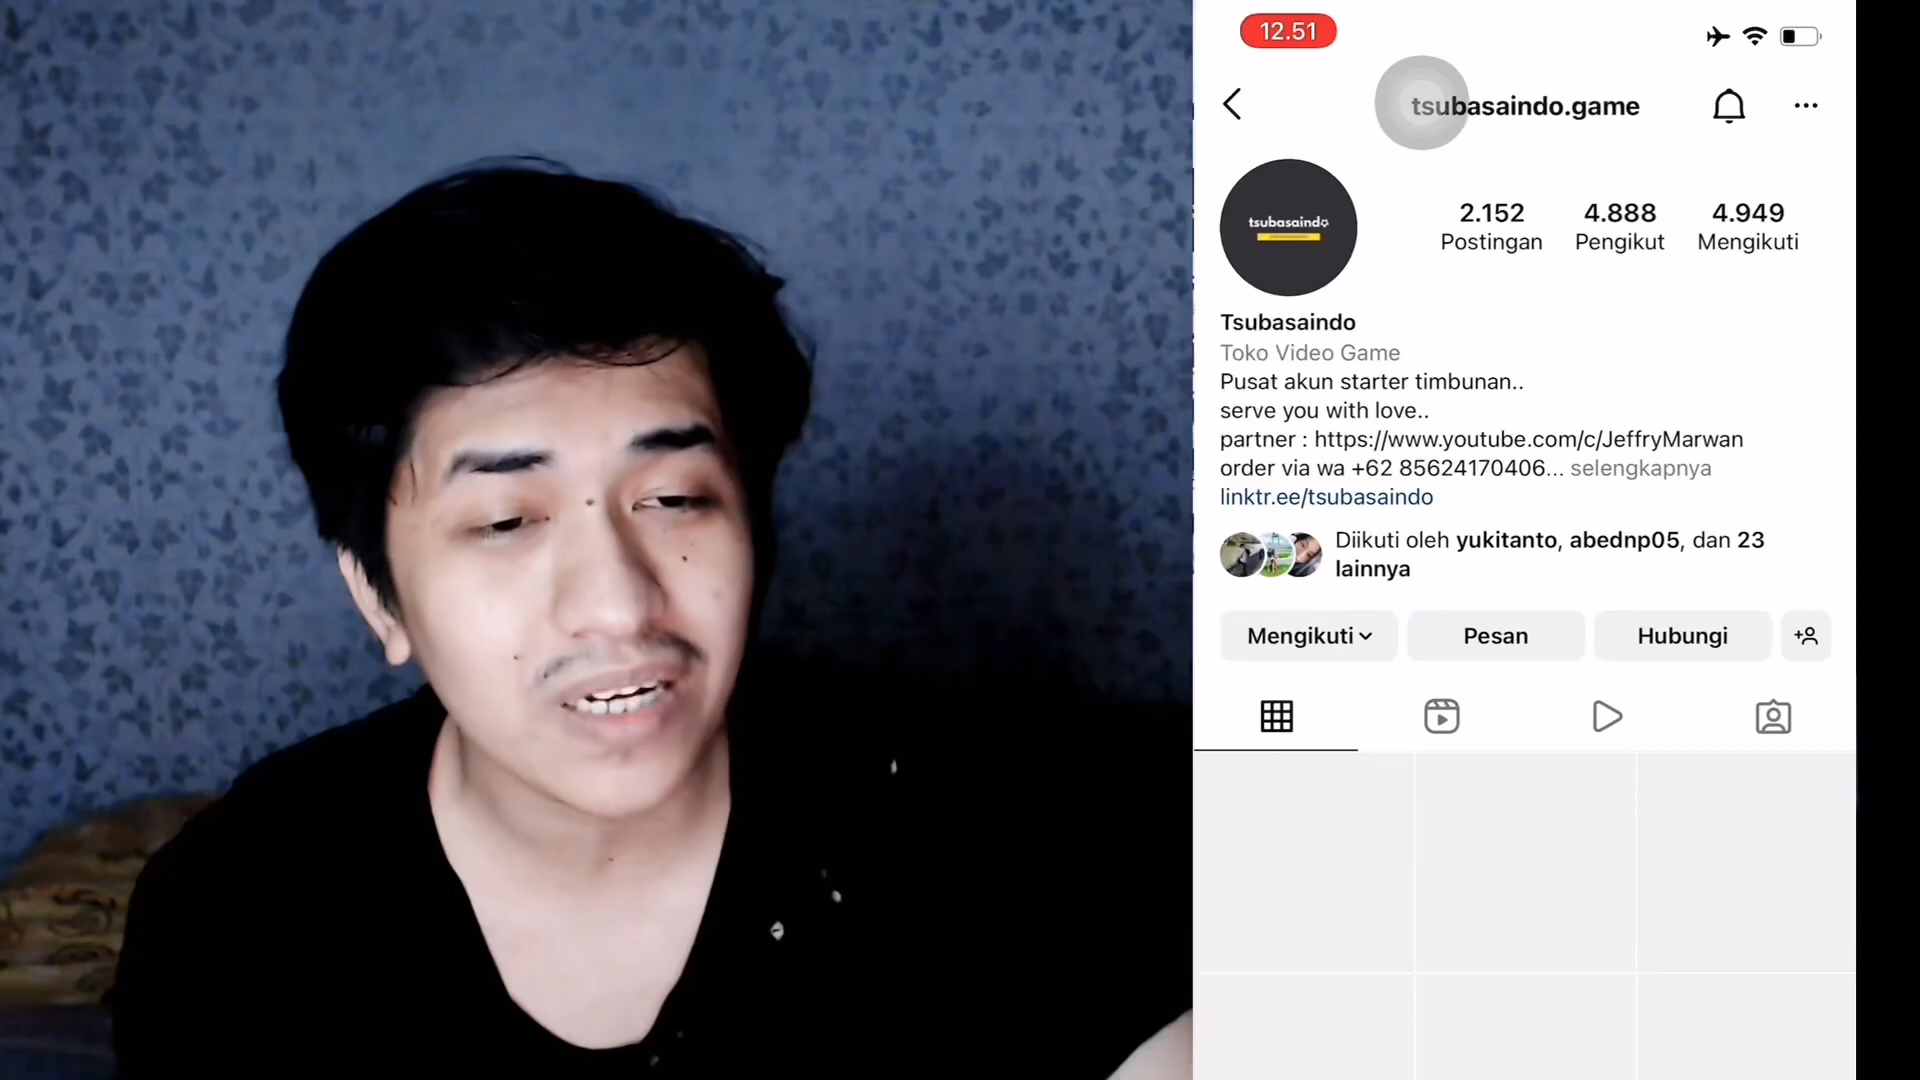 12.51
tsubasaindo.game
tsubasaindo
2.152
4.888
4.949
Postingan
Pengikut
Mengikuti
Tsubasaindo
Toko Video Game
Pusat akun starter timbunan..
serve you with love..
partner : https://www.youtube.com/c/JeffryMarwan
order via wa +62 85624170406... selengkapnya
linktr.ee/tsubasaindo
Diikuti oleh yukitanto, abednp05, dan 23
lainnya
Mengikuti
Pesan
Hubungi